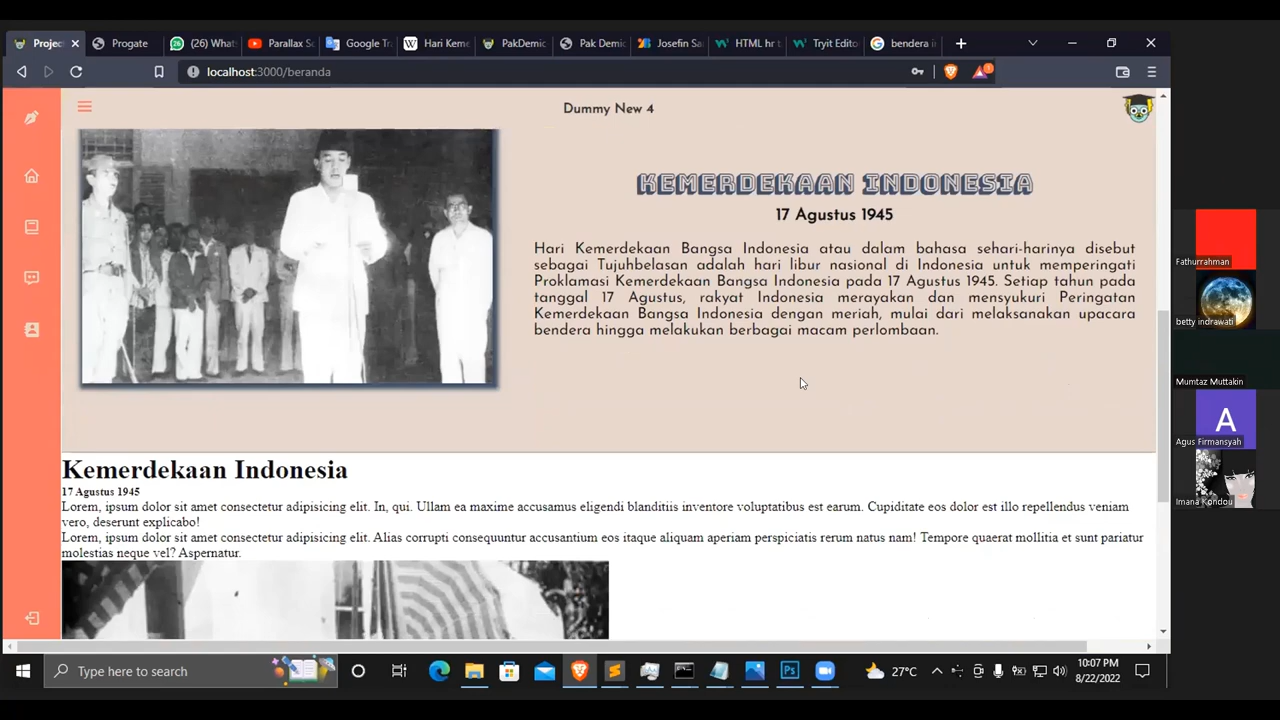 Project
Progate
(26) What
Parallax Sc
Google Tr
Hari Keme
PakDemic
Pak Demic
Josefin Sa
HTML hr t
Tryit Edito
bendera i
localhost:3000/beranda
Dummy New 4
KEMERDEKAAN INDONESIA
17 Agustus 1945
Hari Kemerdekaan Bangsa Indonesia atau dalam bahasa sehari-harinya disebut
sebagai Tujuhbelasan adalah hari libur nasional di Indonesia untuk memperingati
Proklamasi Kemerdekaan Bangsa Indonesia pada 17 Agustus 1945. Setiap tahun pada
tanggal 17 Agustus, rakyat Indonesia merayakan dan mensyukuri Peringatan
Kemerdekaan Bangsa Indonesia dengan meriah, mulai dari melaksanakan upacara
bendera hingga melakukan berbagai macam perlombaan.
Kemerdekaan Indonesia
17 Agustus 1945
Lorem, ipsum dolor sit amet consectetur adipisicing elit. In, qui. Ullam ea maxime accusamus eligendi blanditiis inventore voluptatibus est earum. Cupiditate eos dolor est illo repellendus veniam
vero, deserunt explicabo!
Lorem, ipsum dolor sit amet consectetur adipisicing elit. Alias corrupti consequuntur accusantium eos itaque aliquam aperiam perspiciatis rerum natus nam! Tempore quaerat mollitia et sunt pariatur
molestias neque vel? Aspernatur.
Fathurrahman
betty indrawati
Mumtaz Muttakin
A
Agus Firmansyah
Imana Kondou
Type here to search
27°C
10:07 PM
8/22/2022